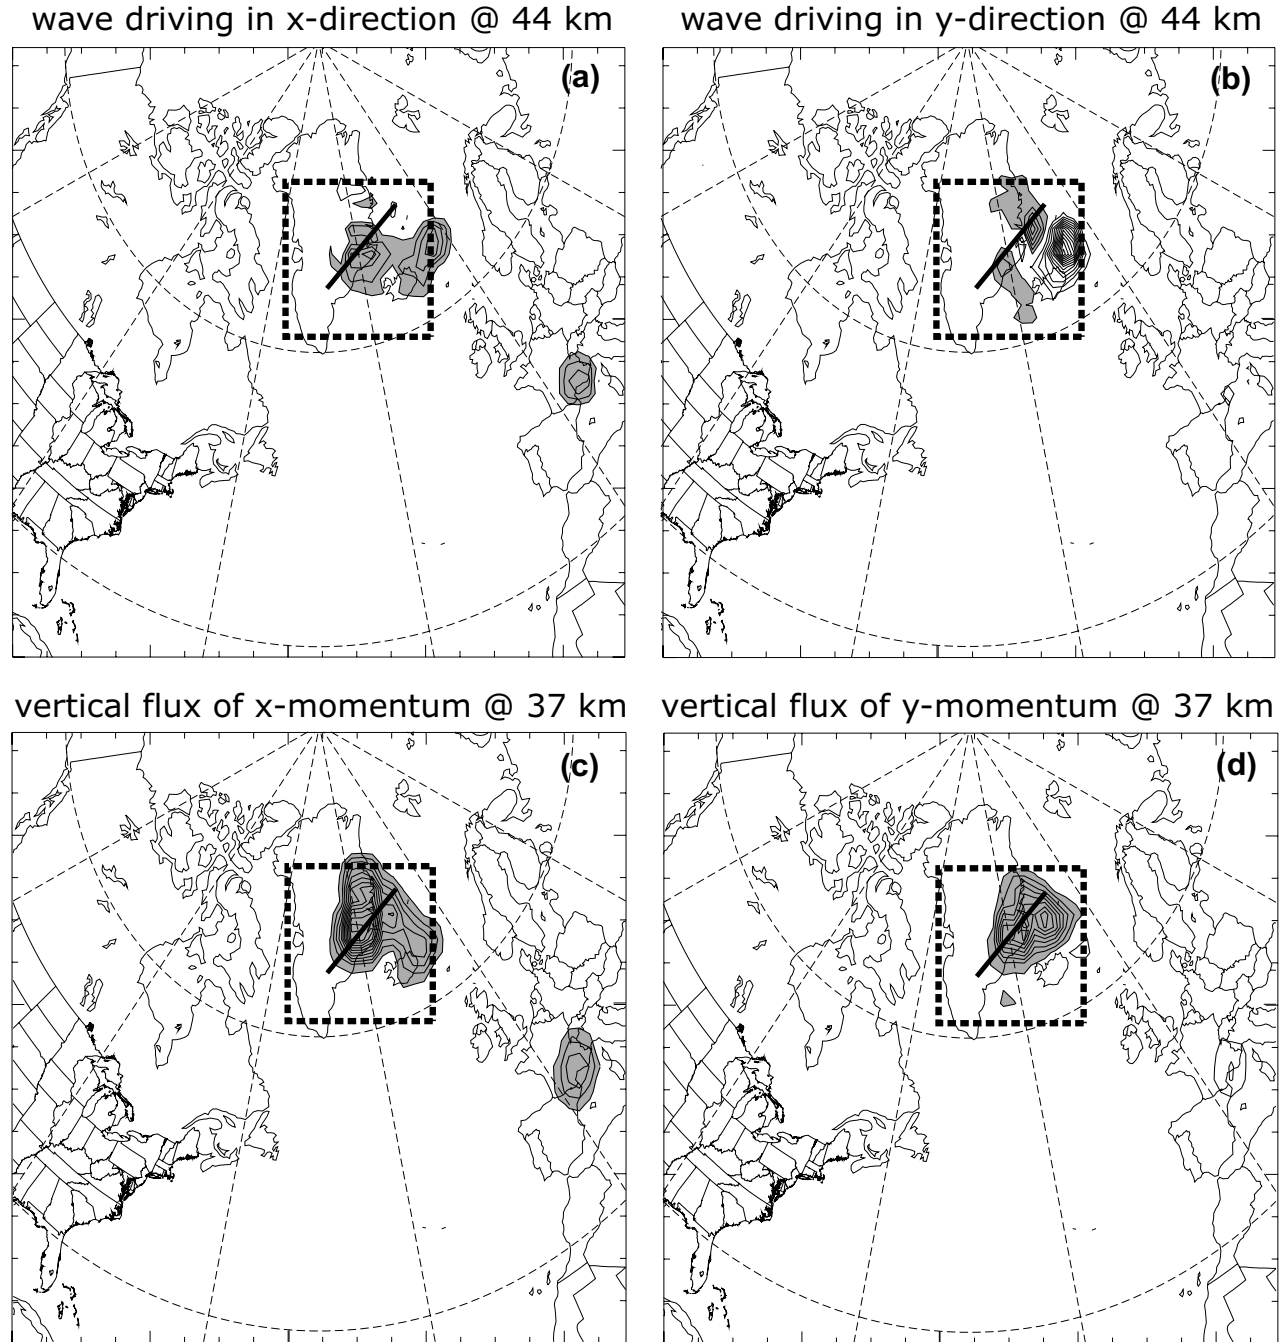 wave driving in x-direction @ 44 km
wave driving in y-direction @ 44 km
(a)
(b)
vertical flux of x-momentum @ 37 km
vertical flux of y-momentum @ 37 km
(c)
(d)